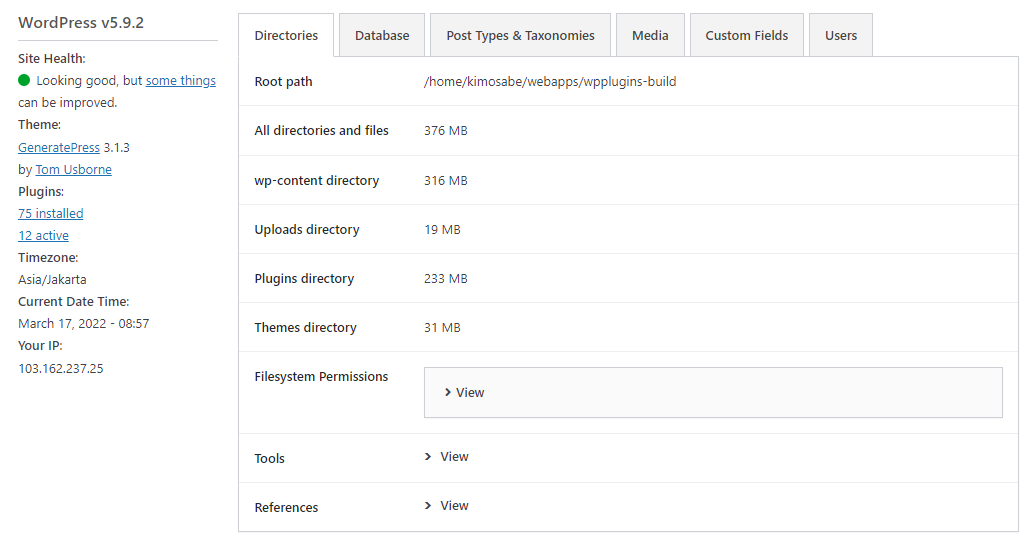 WordPress v5.9.2
Site Health:
Looking good, but some things
can be improved.
Theme:
GeneratePress 3.1.3
by Tom Usborne
Plugins:
75 installed
12 active
Timezone:
Asia/Jakarta
Current Date Time:
March 17, 2022 - 08:57
Your IP:
103.162.237.25
Directories Database Post Types & Taxonomies Media Custom Fields Users
Root path /home/kimosabe/webapps/wpplugins-build
All directories and files 376 MB
wp-content directory 316 MB
Uploads directory 19 MB
Plugins directory 233 MB
Themes directory 31 MB
Filesystem Permissions
View
Tools View
References View